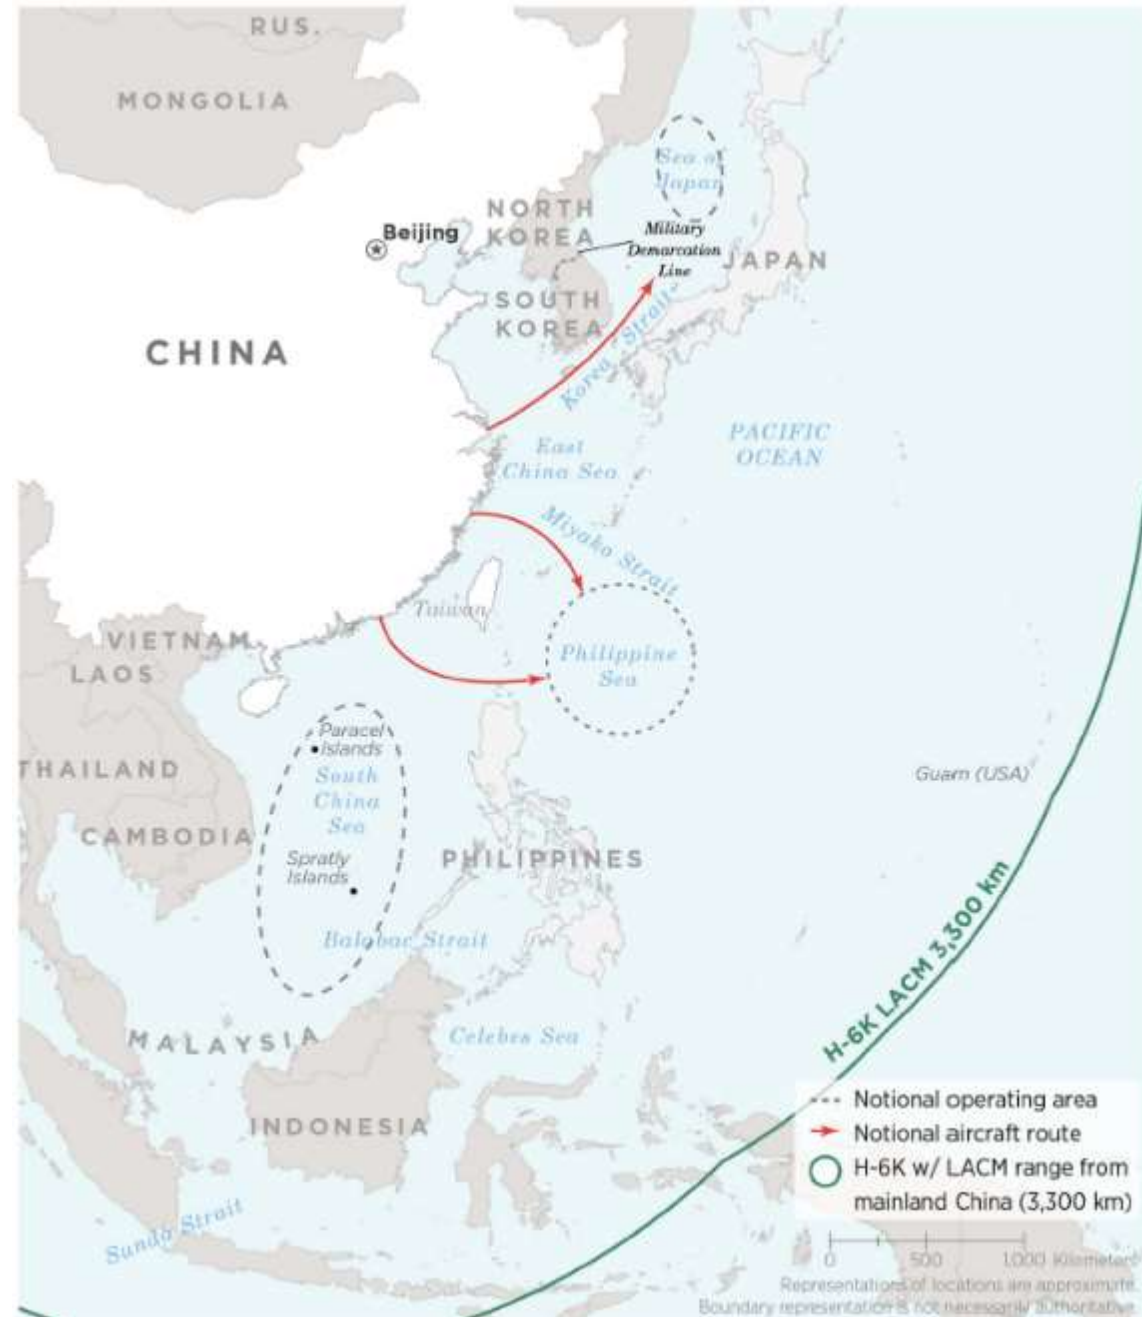 RUS.
MONGOLIA
Sea of
Japan
NORTH
KOREA
Military
Demarcation
Line
Beijing
JAPAN
SOUTH
KOREA
Korea Strait
CHINA
East
China Sea
PACIFIC
OCEAN
Miyako Strait
Taiwan
VIETNAM
LAOS
Philippine
Sea
Paracel
Islands
THAILAND
South
China
Sea
Guam (USA)
CAMBODIA
Spratly
Islands
PHILIPPINES
Balabac Strait
H-6K LACM 3,300 km
MALAYSIA
Celebes Sea
INDONESIA
Sunda Strait
Notional operating area
Notional aircraft route
H-6K w/ LACM range from
mainland China (3,300 km)
0 500 1,000 Kilometers
Representations of locations are approximate.
Boundary representation is not necessarily authoritative.